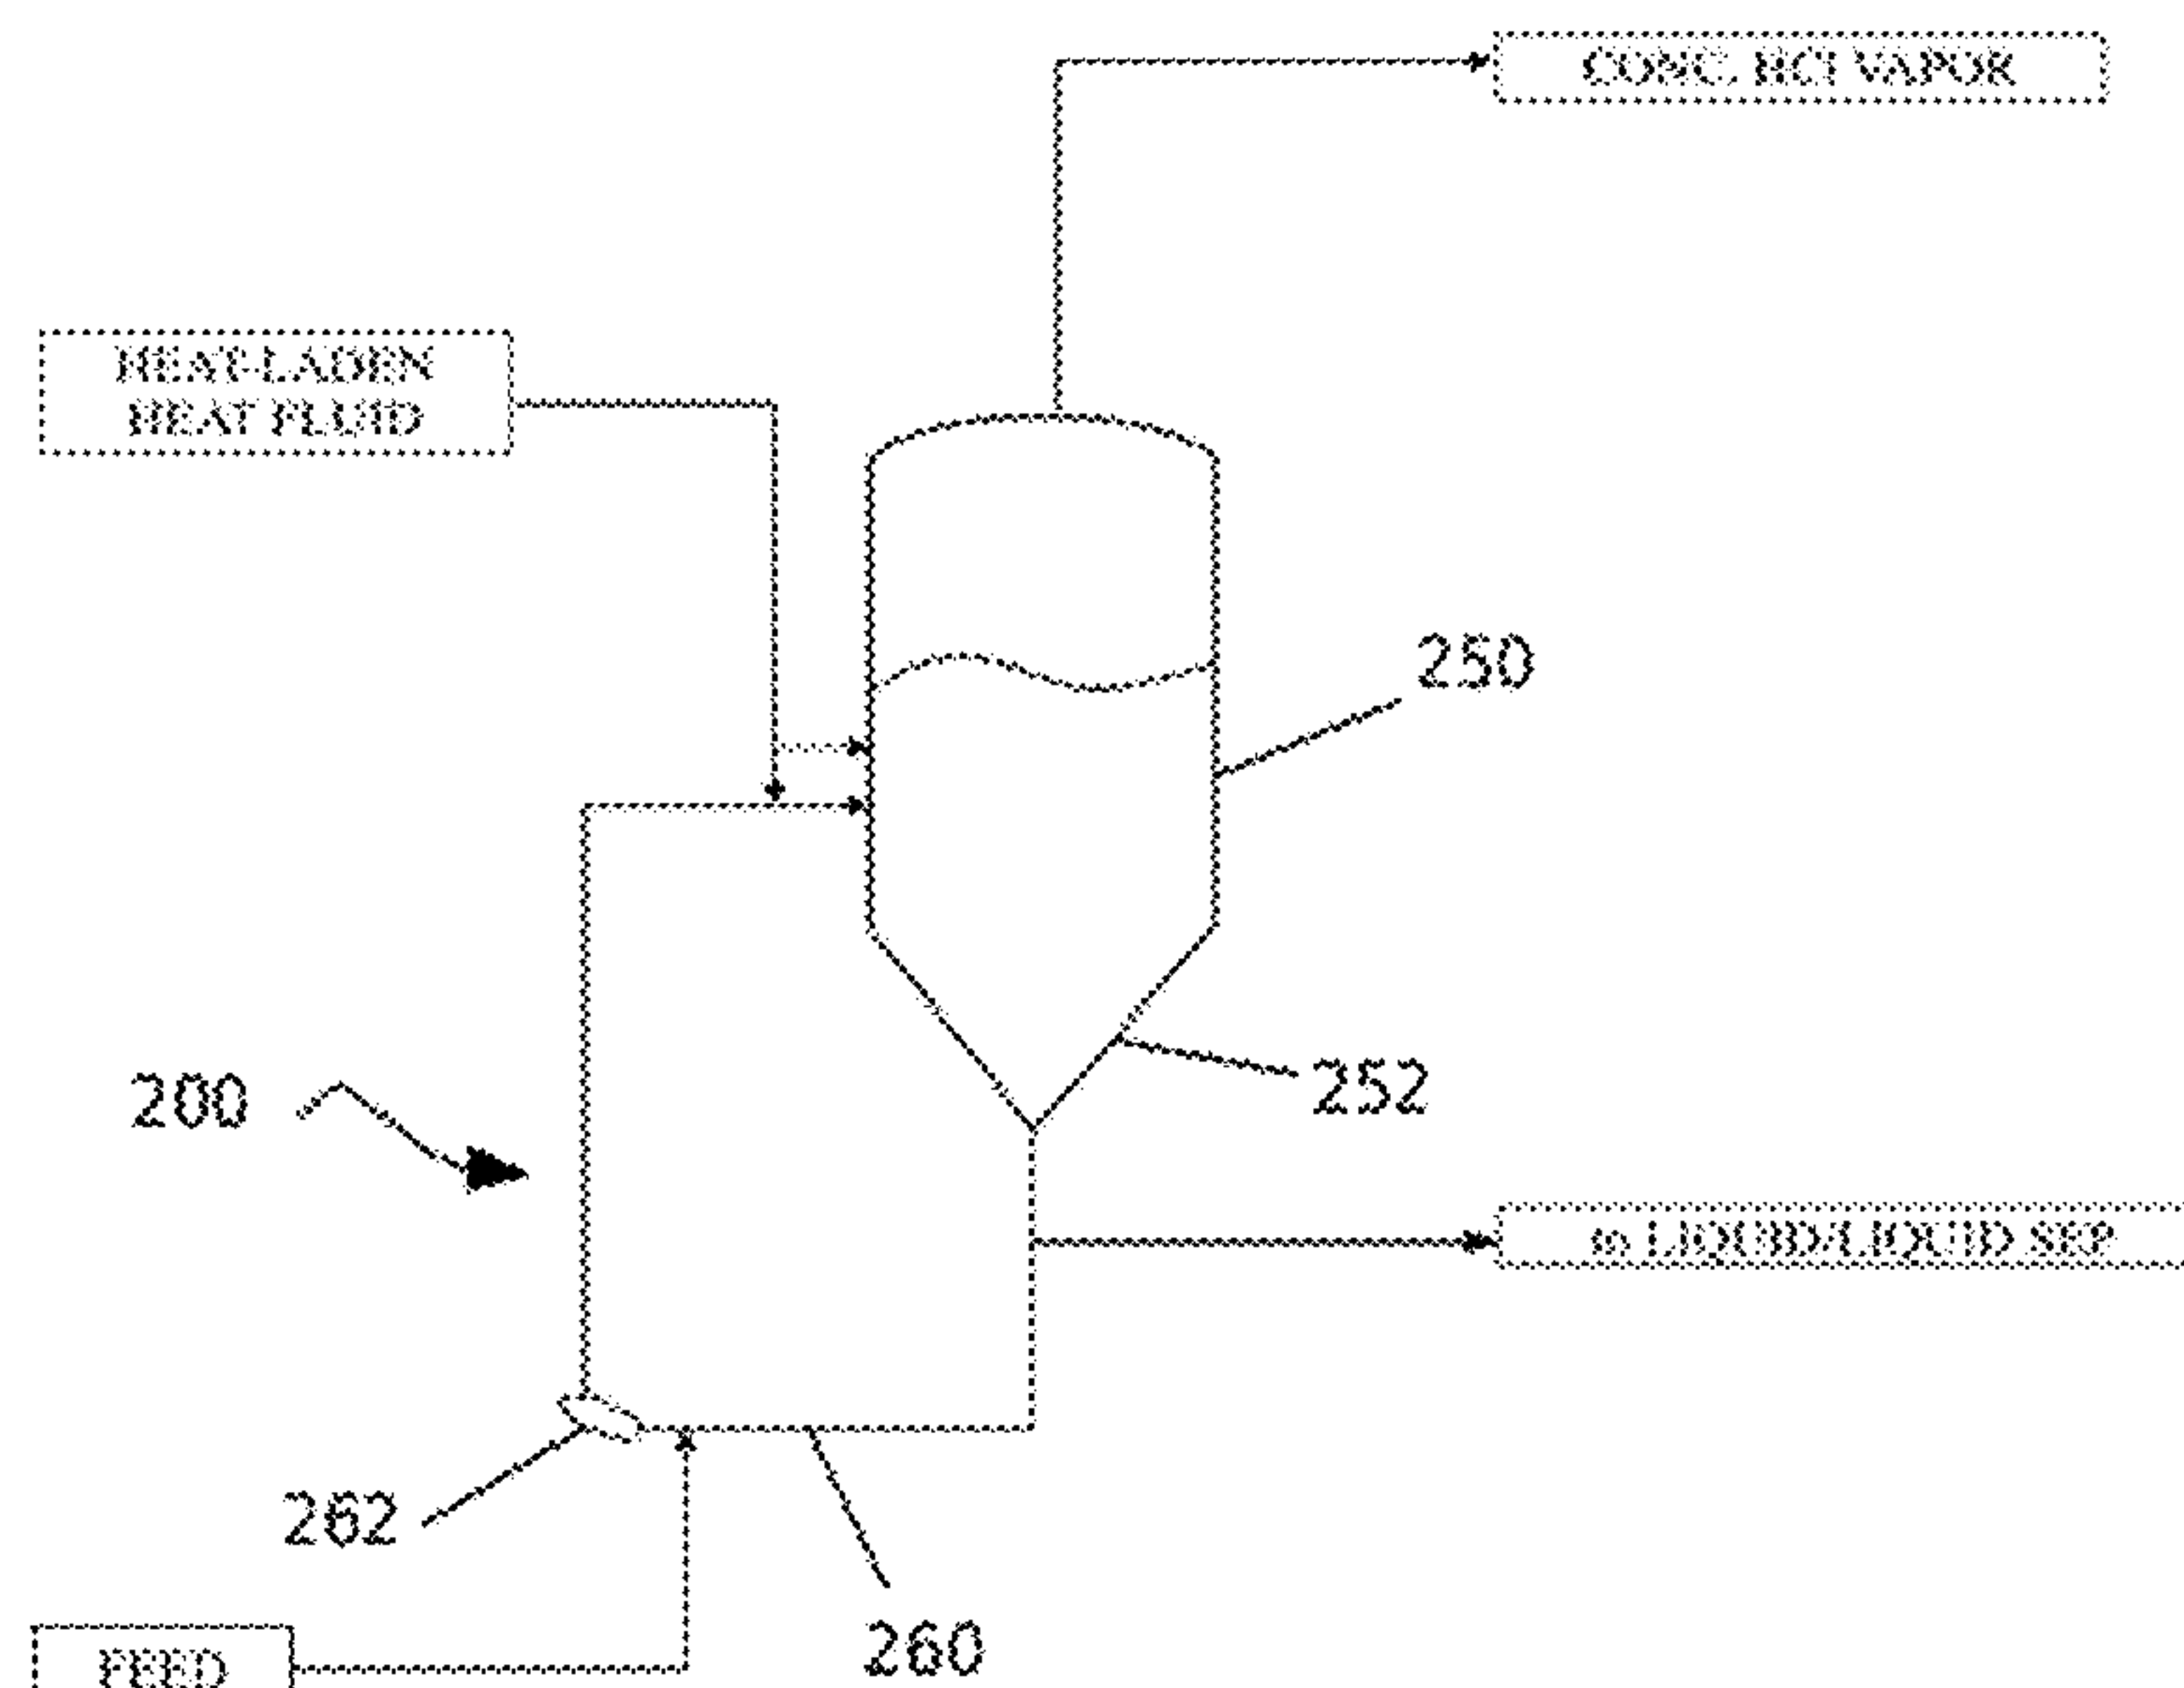 CONC. HCl VAPOR
HEAT-LADEN
HEAT FLUID
250
252
200
to LIQUID/LIQUID SEP
262
260
FEED